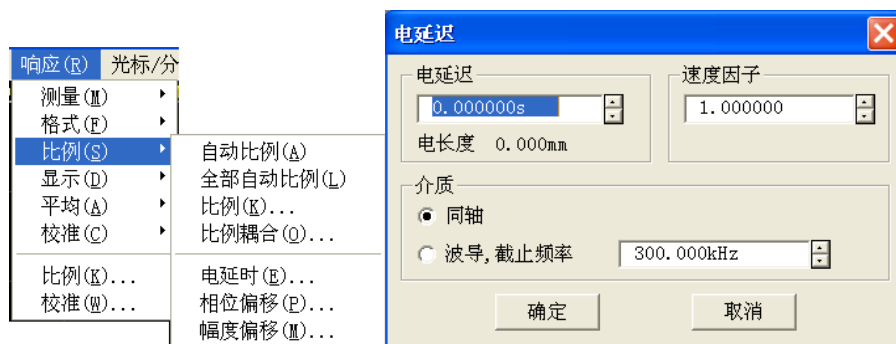 响应(R) 光标/分
测量(M)
格式(F)
比例(S)
显示(D)
平均(A)
校准(C)
比例(K)...
校准(W)...
自动比例(A)
全部自动比例(L)
比例(K)...
比例耦合(O)...
电延时(E)...
相位偏移(P)...
幅度偏移(M)...
电延迟
电延迟
0.000000s
电长度 0.000mm
速度因子
1.000000
介质
同轴
波导,截止频率 300.000kHz
确定 取消